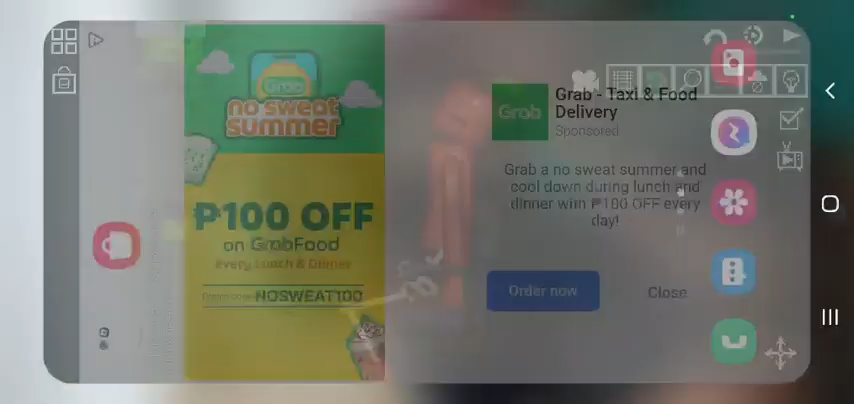 Grab
no sweat
summer
₱100 OFF
on GrabFood
every Lunch & Dinner
NOSWEAT100
Grab
Grab - Taxi & Food
Delivery
Sponsored
Grab a no sweat summer and
cool down during lunch and
dinner with ₱100 OFF every
day!
Order now
Close